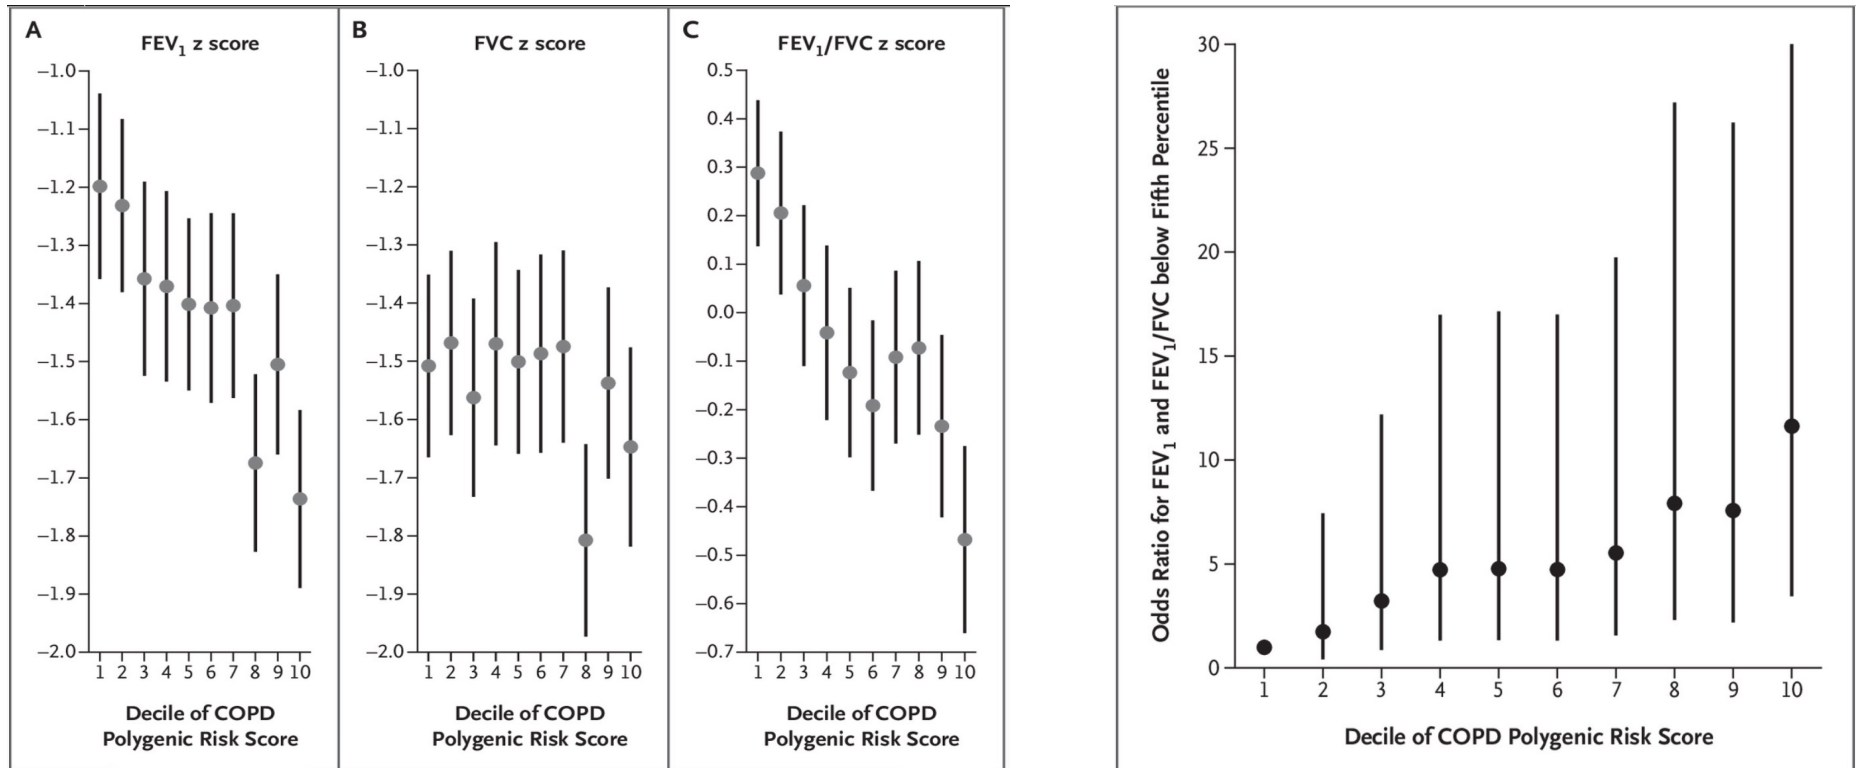 A
FEV1 z score
–1.0
–1.1
–1.2
–1.3
–1.4
–1.5
–1.6
–1.7
–1.8
–1.9
–2.0
1 2 3 4 5 6 7 8 9 10
Decile of COPD
Polygenic Risk Score
B
FVC z score
–1.0
–1.1
–1.2
–1.3
–1.4
–1.5
–1.6
–1.7
–1.8
–1.9
–2.0
1 2 3 4 5 6 7 8 9 10
Decile of COPD
Polygenic Risk Score
C
FEV1/FVC z score
0.5
0.4
0.3
0.2
0.1
0.0
–0.1
–0.2
–0.3
–0.4
–0.5
–0.6
–0.7
1 2 3 4 5 6 7 8 9 10
Decile of COPD
Polygenic Risk Score
Odds Ratio for FEV1 and FEV1/FVC below Fifth Percentile
30
25
20
15
10
5
0
1 2 3 4 5 6 7 8 9 10
Decile of COPD Polygenic Risk Score